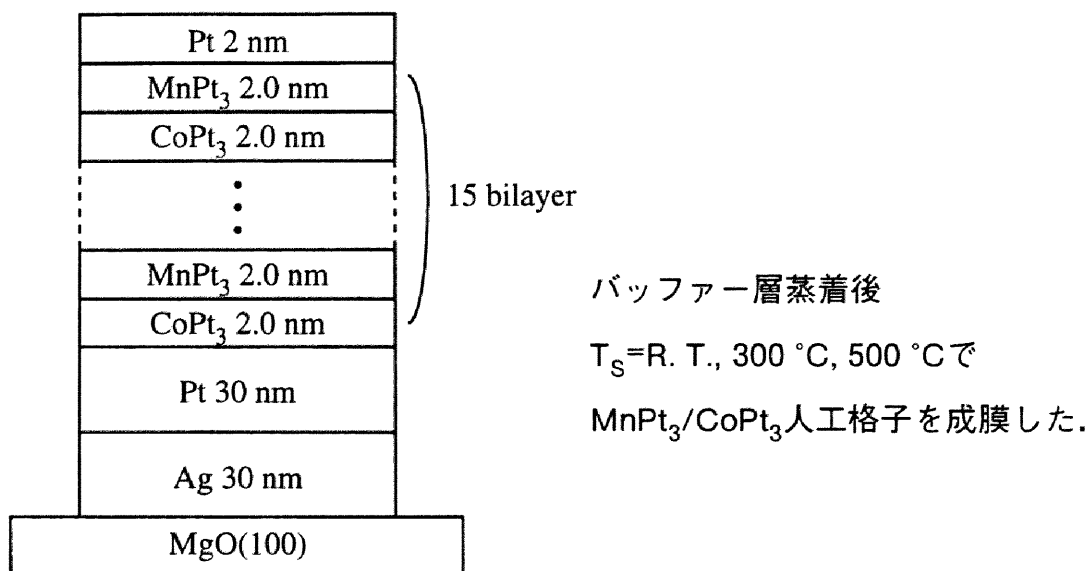 Pt 2 nm
MnPt₃ 2.0 nm
CoPt₃ 2.0 nm
15 bilayer
MnPt₃ 2.0 nm
CoPt₃ 2.0 nm
Pt 30 nm
Ag 30 nm
MgO(100)
バッファー層蒸着後
T_S=R. T., 300 °C, 500 °Cで
MnPt₃/CoPt₃人工格子を成膜した.